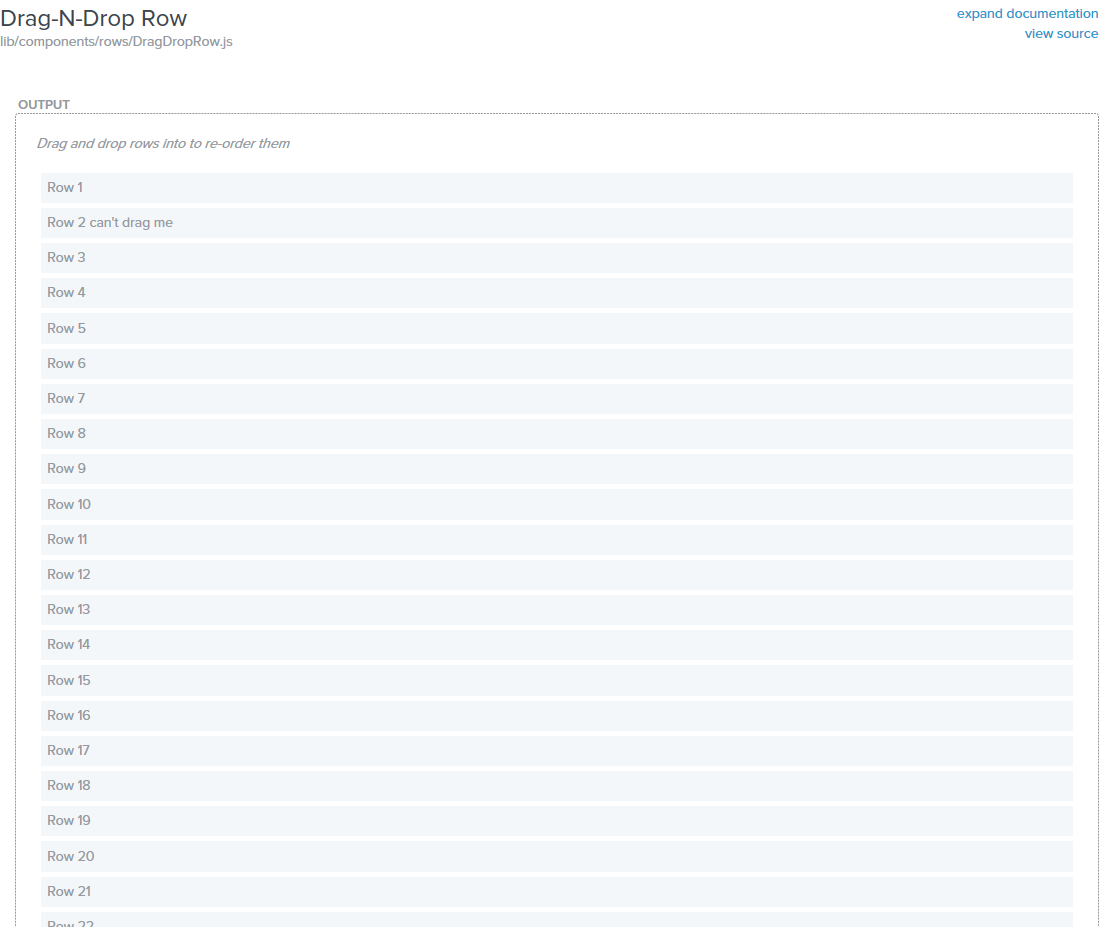 Drag-N-Drop Row
expand documentation
lib/components/rows/DragDropRow.js
view source
OUTPUT
Drag and drop rows into to re-order them
Row 1
Row 2 can't drag me
Row 3
Row 4
Row 5
Row 6
Row 7
Row 8
Row 9
Row 10
Row 11
Row 12
Row 13
Row 14
Row 15
Row 16
Row 17
Row 18
Row 19
Row 20
Row 21
Row 22